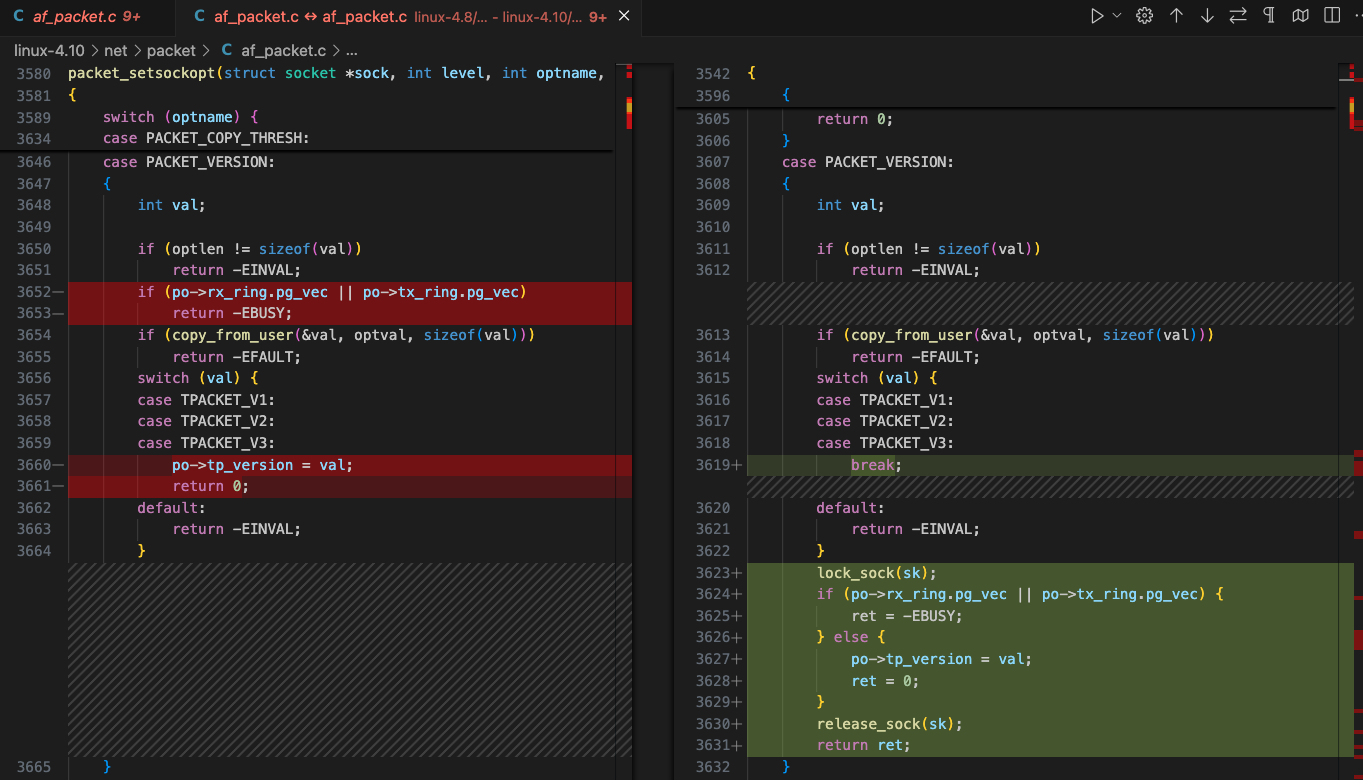 C af_packet.c 9+
C af_packet.c ↔ af_packet.c linux-4.8/... - linux-4.10/... 9+ ×
linux-4.10 > net > packet > C af_packet.c > ...
3580 packet_setsockopt(struct socket *sock, int level, int optname,
3581 {
3589     switch (optname) {
3634     case PACKET_COPY_THRESH:
3646     case PACKET_VERSION:
3647     {
3648         int val;
3649
3650         if (optlen != sizeof(val))
3651             return -EINVAL;
3652—         if (po->rx_ring.pg_vec || po->tx_ring.pg_vec)
3653—             return -EBUSY;
3654         if (copy_from_user(&val, optval, sizeof(val)))
3655             return -EFAULT;
3656         switch (val) {
3657         case TPACKET_V1:
3658         case TPACKET_V2:
3659         case TPACKET_V3:
3660—             po->tp_version = val;
3661—             return 0;
3662         default:
3663             return -EINVAL;
3664         }
3665     }
3542 {
3596     {
3605         return 0;
3606     }
3607     case PACKET_VERSION:
3608     {
3609         int val;
3610
3611         if (optlen != sizeof(val))
3612             return -EINVAL;
3613         if (copy_from_user(&val, optval, sizeof(val)))
3614             return -EFAULT;
3615         switch (val) {
3616         case TPACKET_V1:
3617         case TPACKET_V2:
3618         case TPACKET_V3:
3619+             break;
3620         default:
3621             return -EINVAL;
3622         }
3623+         lock_sock(sk);
3624+         if (po->rx_ring.pg_vec || po->tx_ring.pg_vec) {
3625+             ret = -EBUSY;
3626+         } else {
3627+             po->tp_version = val;
3628+             ret = 0;
3629+         }
3630+         release_sock(sk);
3631+         return ret;
3632     }